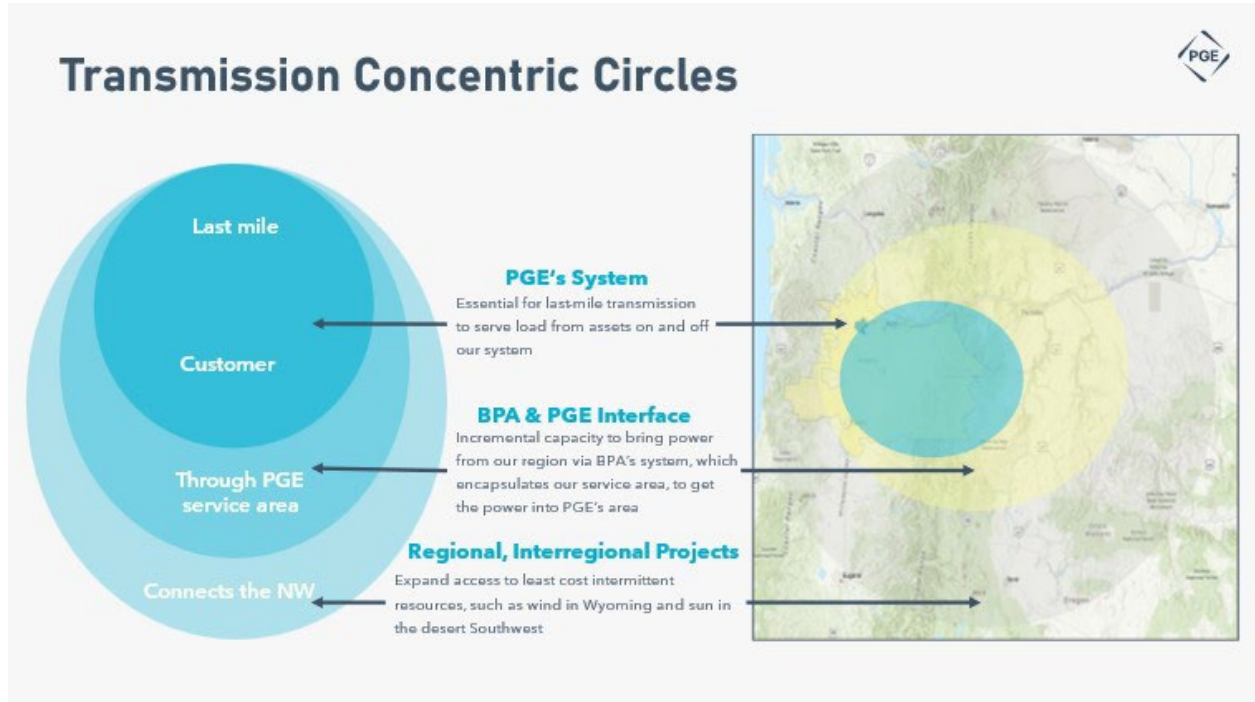 Transmission Concentric Circles
PGE
Last mile
Customer
Through PGE
service area
Connects the NW
PGE's System
Essential for last-mile transmission
to serve load from assets on and off
our system
BPA & PGE Interface
Incremental capacity to bring power
from our region via BPA's system, which
encapsulates our service area, to get
the power into PGE's area
Regional, Interregional Projects
Expand access to least cost intermittent
resources, such as wind in Wyoming and sun in
the desert Southwest
Oregon